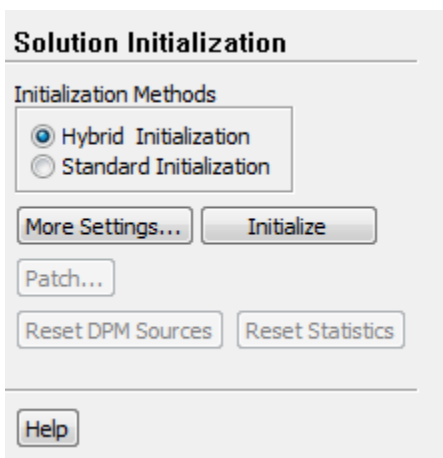 Solution Initialization
Initialization Methods
Hybrid Initialization
Standard Initialization
More Settings... Initialize
Patch...
Reset DPM Sources Reset Statistics
Help